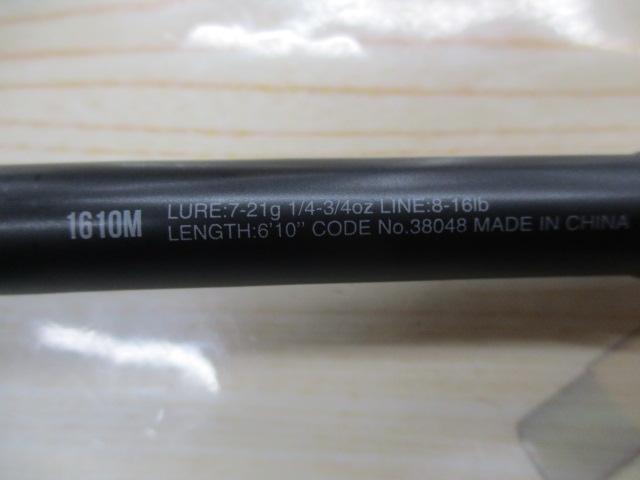 1610M
LURE:7-21g 1/4-3/4oz LINE:8-16lb
LENGTH:6'10" CODE No.38048 MADE IN CHINA